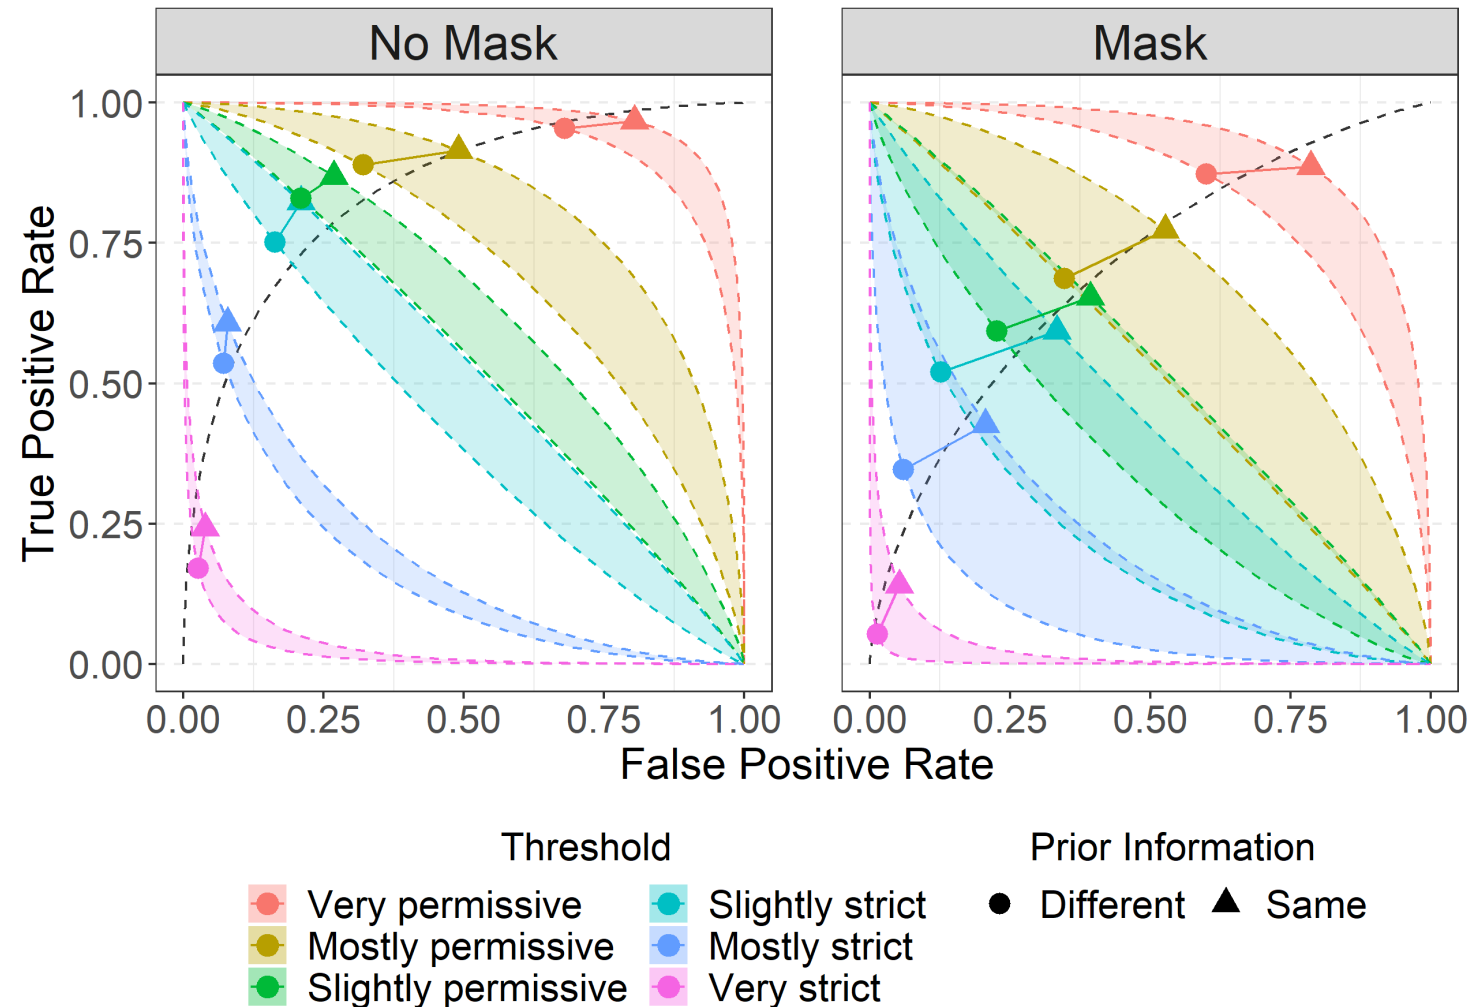 No Mask
Mask
True Positive Rate
1.00
0.75
0.50
0.25
0.00
0.00 0.25 0.50 0.75 1.00
0.00 0.25 0.50 0.75 1.00
False Positive Rate
Threshold
Very permissive
Mostly permissive
Slightly permissive
Slightly strict
Mostly strict
Very strict
Prior Information
Different
Same